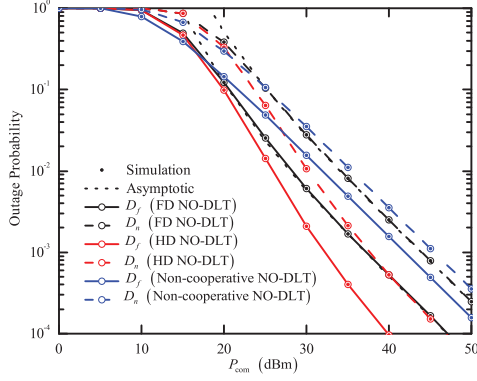 10^0
10^-1
10^-2
10^-3
10^-4
Outage Probability
Simulation
Asymptotic
D_f (FD NO-DLT)
D_n (FD NO-DLT)
D_f (HD NO-DLT)
D_n (HD NO-DLT)
D_f (Non-cooperative NO-DLT)
D_n (Non-cooperative NO-DLT)
0 10 20 30 40 50
P_com (dBm)